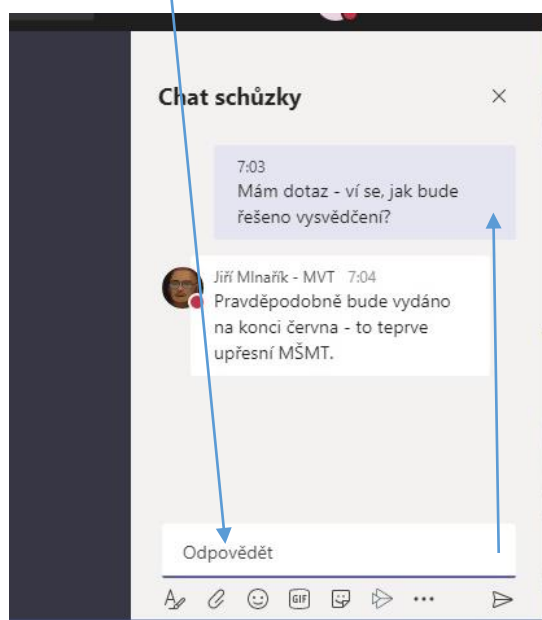 Chat schůzky
7:03
Mám dotaz - ví se, jak bude
řešeno vysvědčení?
Jiří Mlnařík - MVT 7:04
Pravděpodobně bude vydáno
na konci června - to teprve
upřesní MŠMT.
Odpovědět
GIF